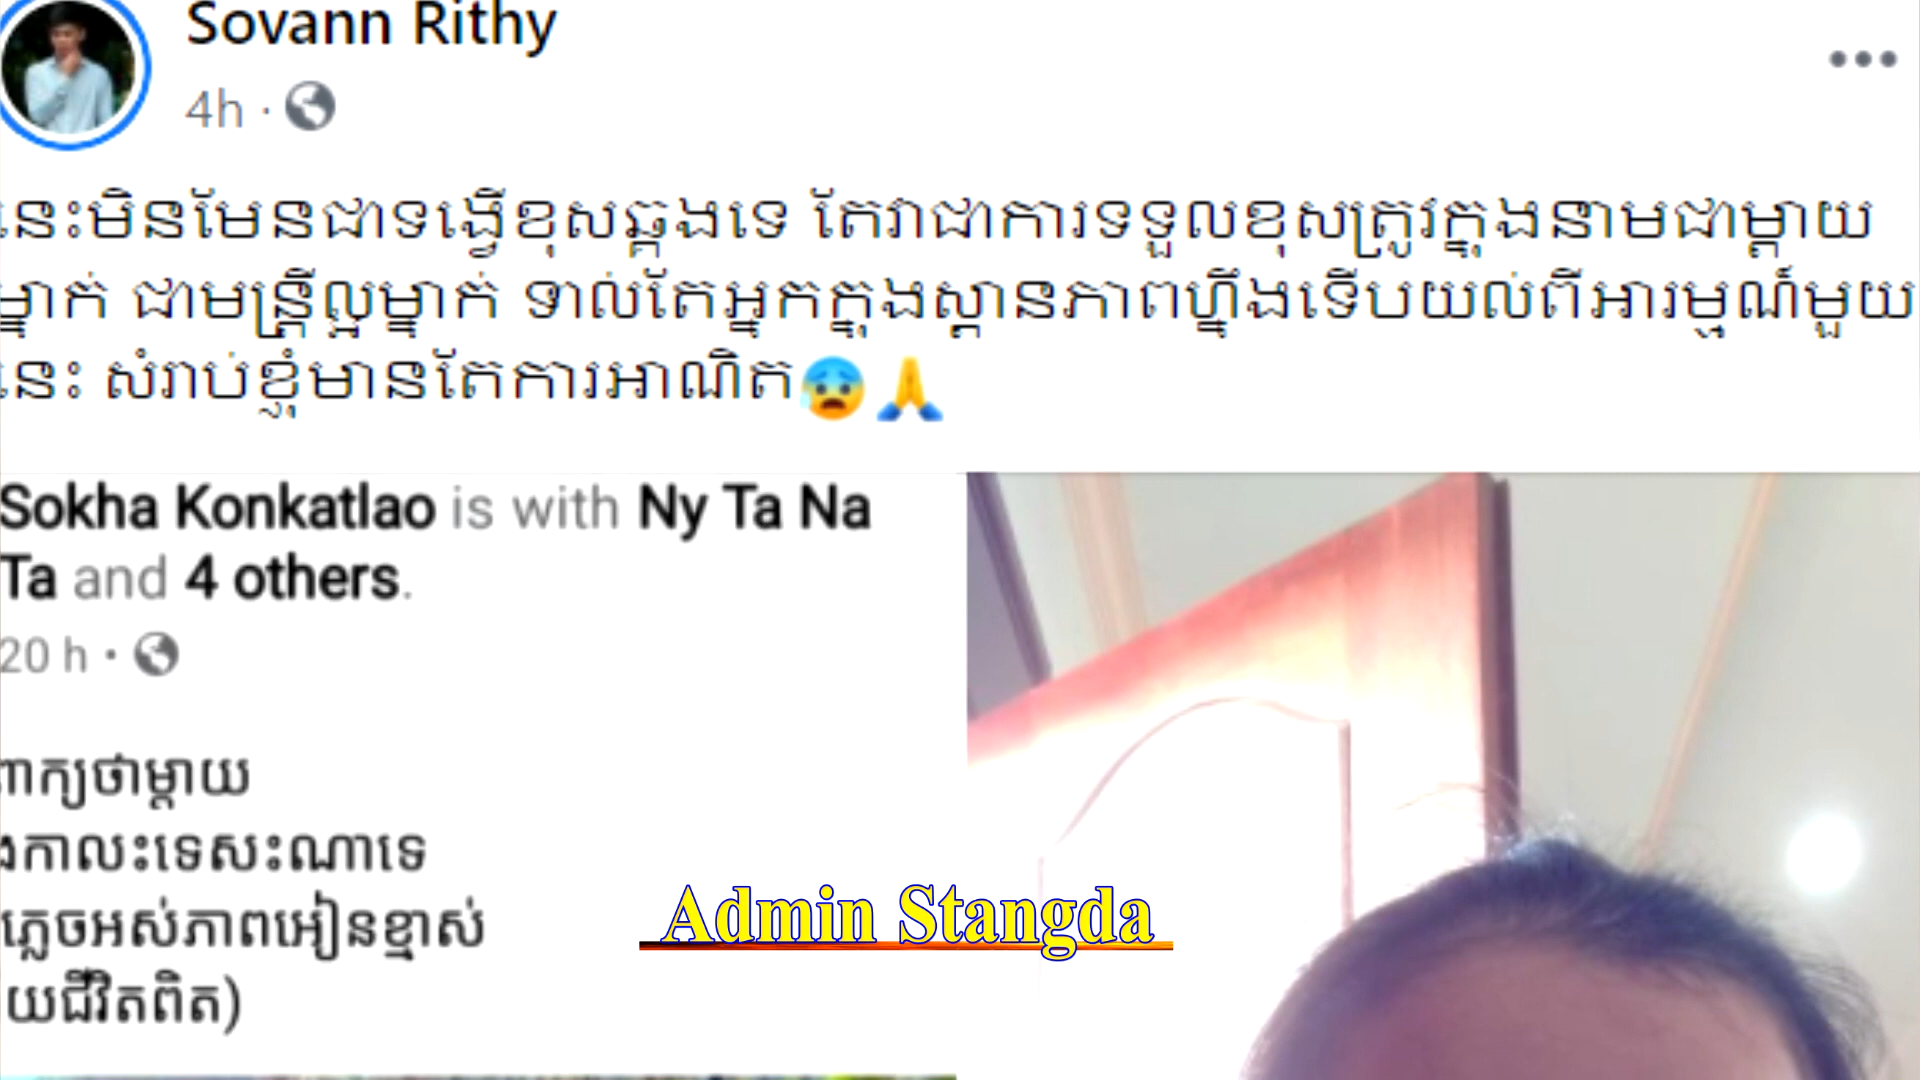 Sovann Rithy
4h ·
នេះមិនមែនជាទង្វើខុសឆ្គងទេ តែវាជាការទទួលខុសត្រូវក្នុងនាមជាម្តាយ
ម្នាក់ ជាមន្ត្រីល្អម្នាក់ ទាល់តែអ្នកក្នុងស្ថានភាពហ្នឹងទើបយល់ពីអារម្មណ៍មួយ
នេះ សំរាប់ខ្ញុំមានតែការអាណិត😰🙏
Sokha Konkatlao is with Ny Ta Na
Ta and 4 others.
20 h ·
ពាក្យថាម្តាយ
កាលះទេសះណាទេ
ភ្លេចអស់ភាពអៀនខ្មាស់
យជីវិតពិត)
Admin Stangda